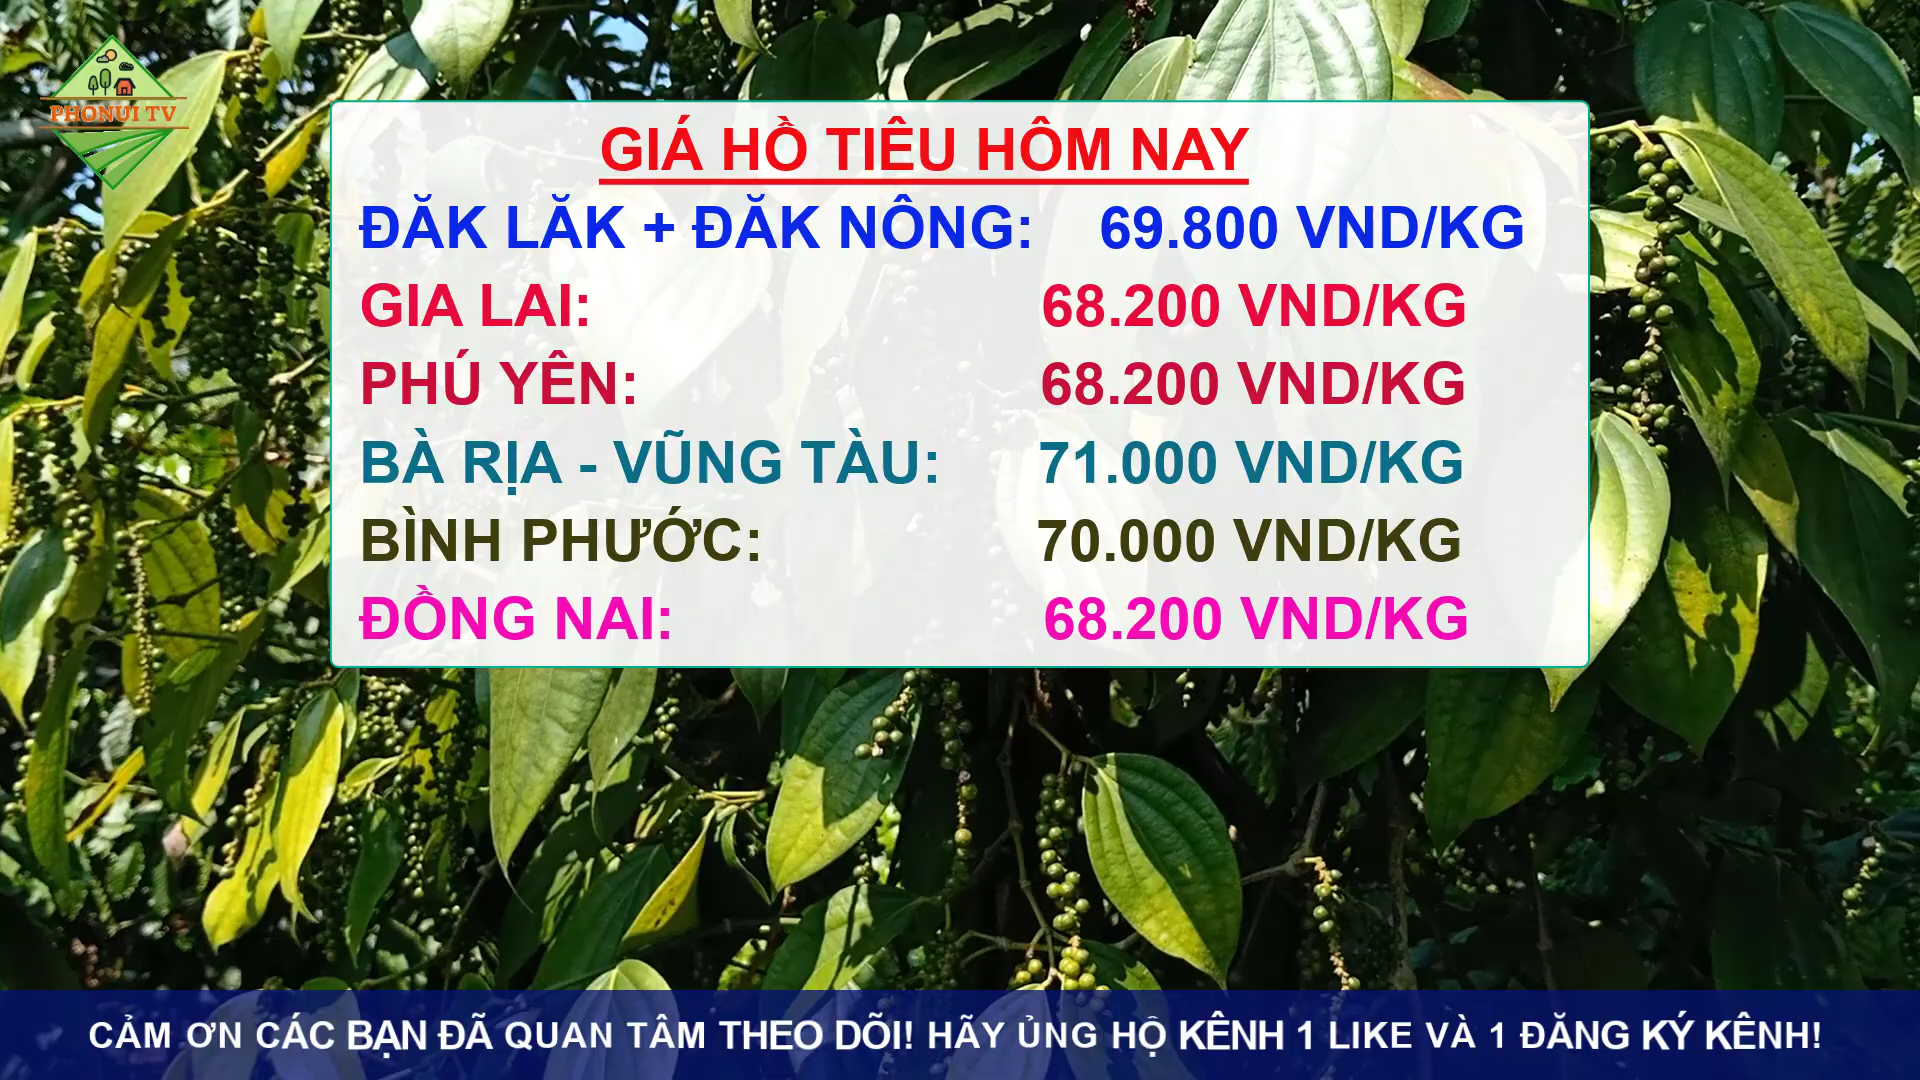 PHONUI TV
GIÁ HỒ TIÊU HÔM NAY
ĐĂK LĂK + ĐĂK NÔNG: 69.800 VND/KG
GIA LAI: 68.200 VND/KG
PHÚ YÊN: 68.200 VND/KG
BÀ RỊA - VŨNG TÀU: 71.000 VND/KG
BÌNH PHƯỚC: 70.000 VND/KG
ĐỒNG NAI: 68.200 VND/KG
CẢM ƠN CÁC BẠN ĐÃ QUAN TÂM THEO DÕI! HÃY ỦNG HỘ KÊNH 1 LIKE VÀ 1 ĐĂNG KÝ KÊNH!